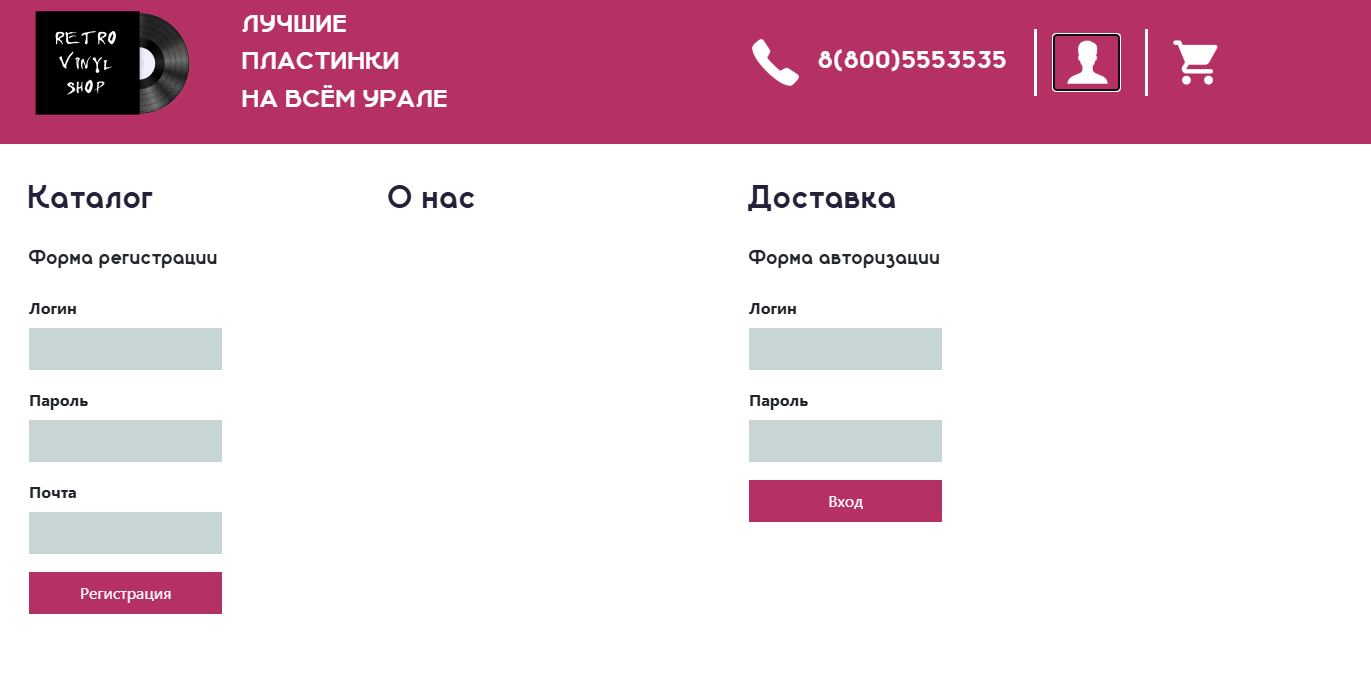 RETRO
VINYL
SHOP
ЛУЧШИЕ
ПЛАСТИНКИ
НА ВСЁМ УРАЛЕ
8(800)5553535
Каталог
О нас
Доставка
Форма регистрации
Логин
Пароль
Почта
Регистрация
Форма авторизации
Логин
Пароль
Вход